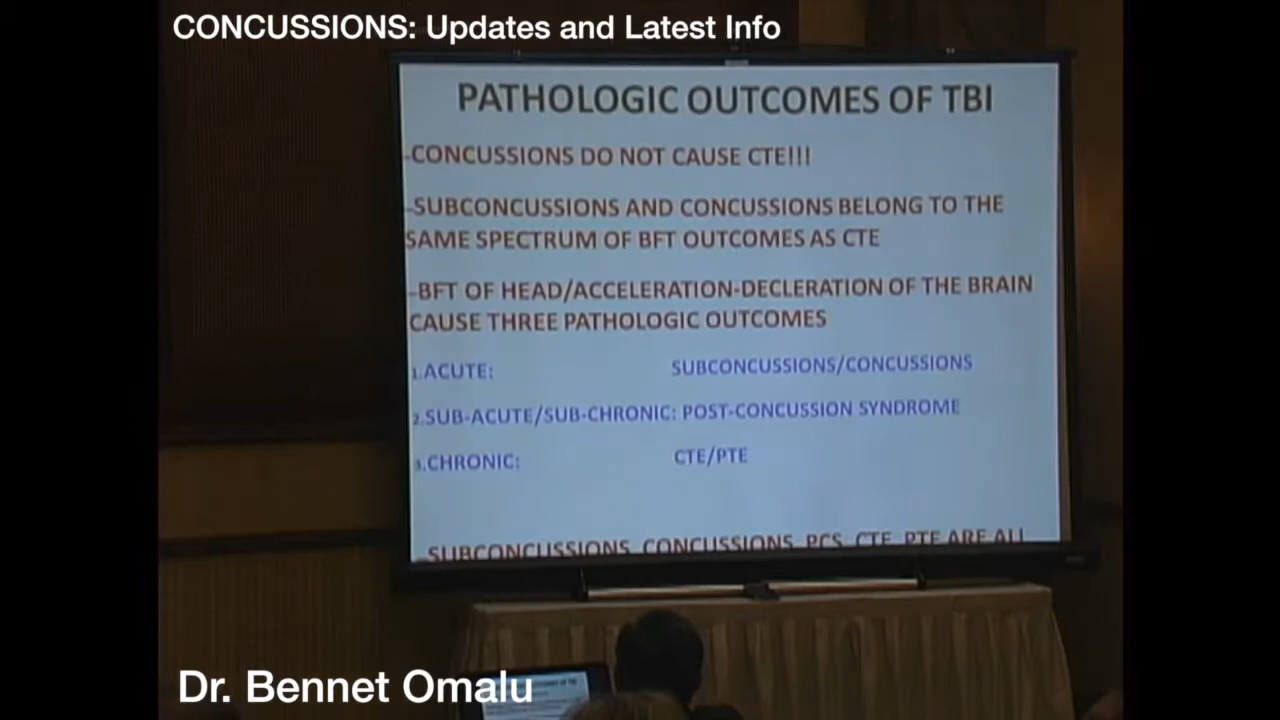 CONCUSSIONS: Updates and Latest Info
PATHOLOGIC OUTCOMES OF TBI
-CONCUSSIONS DO NOT CAUSE CTE!!!
-SUBCONCUSSIONS AND CONCUSSIONS BELONG TO THE
SAME SPECTRUM OF BFT OUTCOMES AS CTE
-BFT OF HEAD/ACCELERATION-DECLERATION OF THE BRAIN
CAUSE THREE PATHOLOGIC OUTCOMES
1.ACUTE: SUBCONCUSSIONS/CONCUSSIONS
2.SUB-ACUTE/SUB-CHRONIC: POST-CONCUSSION SYNDROME
3.CHRONIC: CTE/PTE
-SUBCONCUSSIONS, CONCUSSIONS, PCS, CTE, PTE ARE ALL
Dr. Bennet Omalu